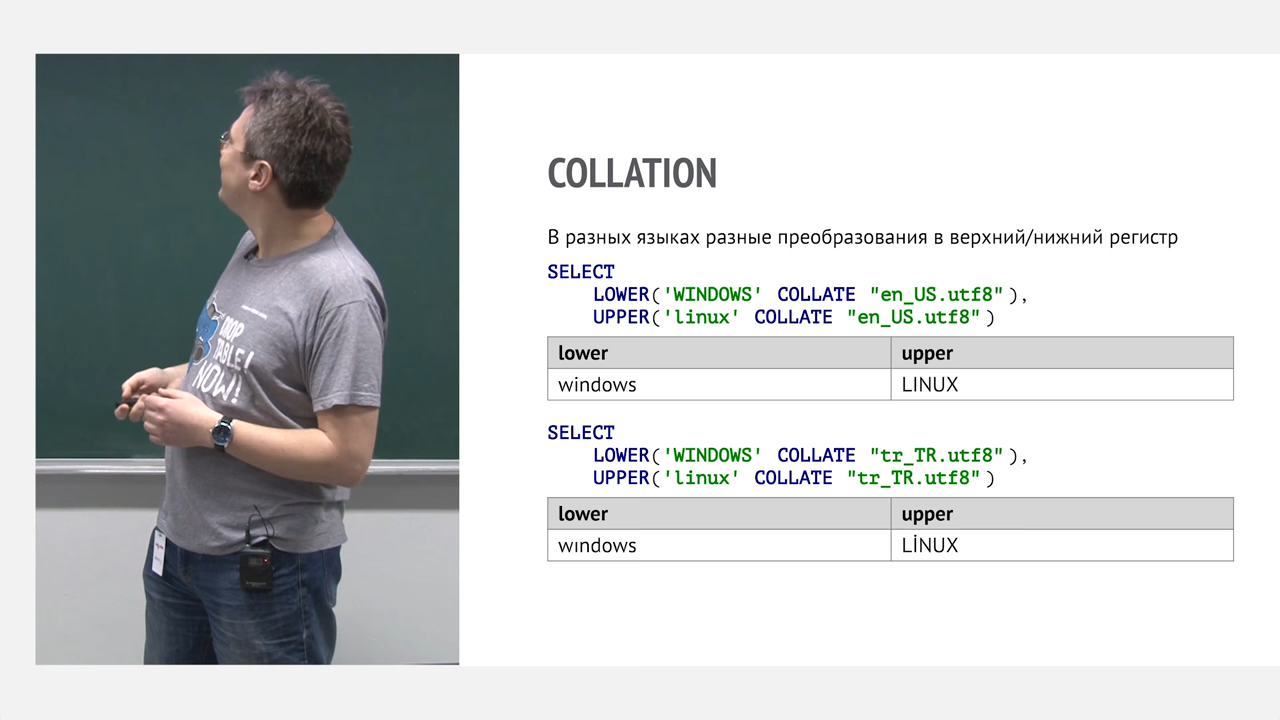 DROP
TABLE!
NOW!
COLLATION
В разных языках разные преобразования в верхний/нижний регистр
SELECT
LOWER('WINDOWS' COLLATE "en_US.utf8"),
UPPER('linux' COLLATE "en_US.utf8")
lower upper
windows LINUX
SELECT
LOWER('WINDOWS' COLLATE "tr_TR.utf8"),
UPPER('linux' COLLATE "tr_TR.utf8")
lower upper
wındows LİNUX